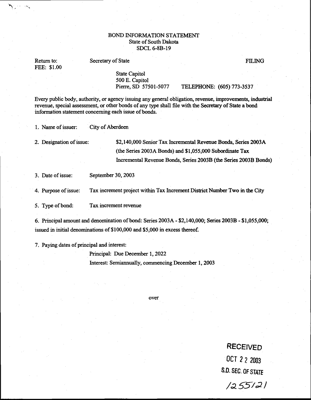 BOND INFORMATION STATEMENT
State of South Dakota
SDCL 6-8B-19
Return to: Secretary of State FILING
FEE: $1.00
State Capitol
500 E. Capitol
Pierre, SD 57501-5077 TELEPHONE: (605) 773-3537
Every public body, authority, or agency issuing any general obligation, revenue, improvements, industrial
revenue, special assessment, or other bonds of any type shall file with the Secretary of State a bond
information statement concerning each issue of bonds.
1. Name of issuer: City of Aberdeen
2. Designation of issue: $2,140,000 Senior Tax Incremental Revenue Bonds, Series 2003A
(the Series 2003A Bonds) and $1,055,000 Subordinate Tax
Incremental Revenue Bonds, Series 2003B (the Series 2003B Bonds)
3. Date of issue: September 30, 2003
4. Purpose of issue: Tax increment project within Tax Increment District Number Two in the City
5. Type of bond: Tax increment revenue
6. Principal amount and denomination of bond: Series 2003A - $2,140,000; Series 2003B - $1,055,000;
issued in initial denominations of $100,000 and $5,000 in excess thereof.
7. Paying dates of principal and interest:
Principal: Due December 1, 2022
Interest: Semiannually, commencing December 1, 2003
over
RECEIVED
OCT 22 2003
S.D. SEC. OF STATE
1255121